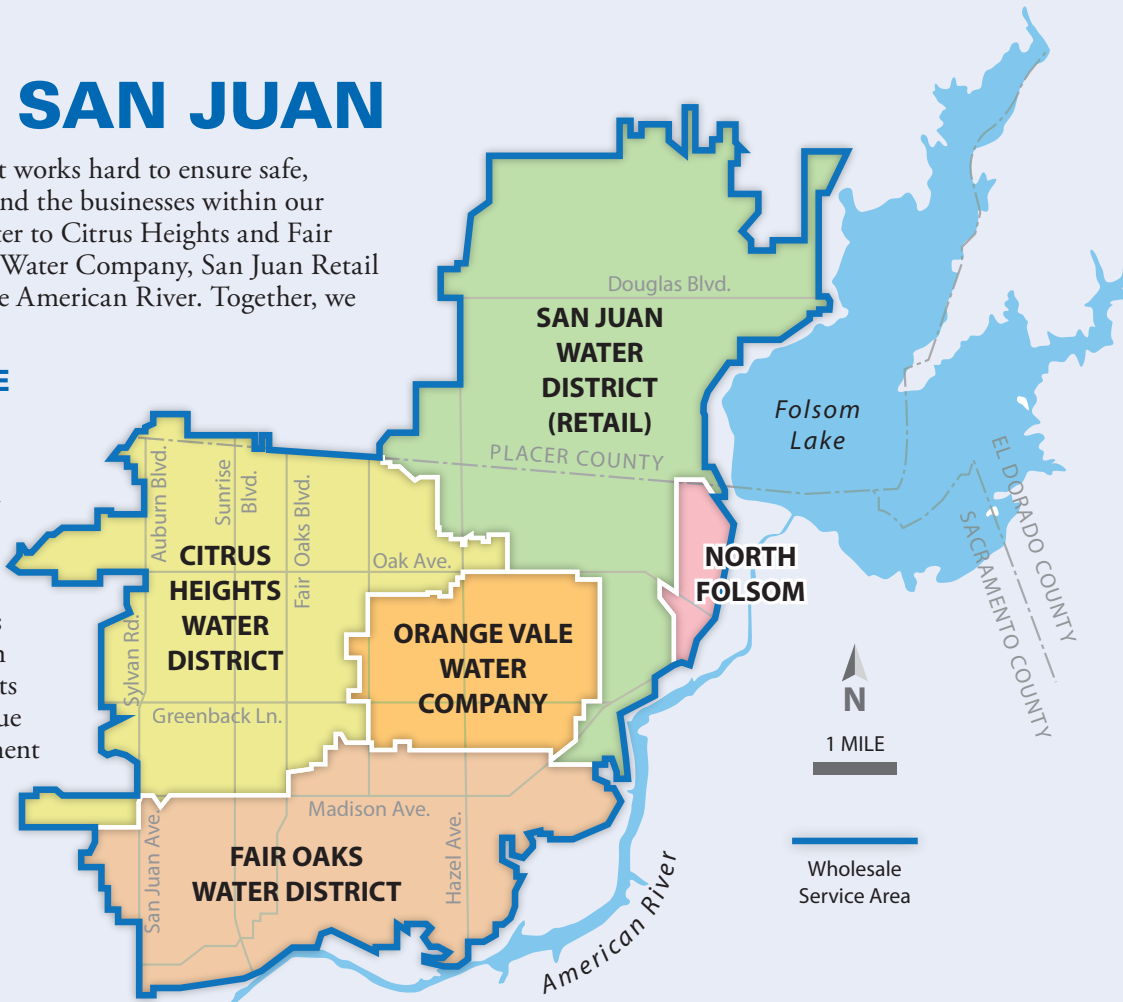 SAN JUAN
t works hard to ensure safe,
nd the businesses within our
ter to Citrus Heights and Fair
Water Company, San Juan Retail
e American River. Together, we
E
s
n
ts
ue
nent
Douglas Blvd.
SAN JUAN
WATER
DISTRICT
(RETAIL)
PLACER COUNTY
Folsom
Lake
EL DORADO COUNTY
SACRAMENTO COUNTY
Auburn Blvd.
Sunrise
Blvd.
Fair Oaks Blvd.
Oak Ave.
CITRUS
HEIGHTS
WATER
DISTRICT
NORTH
FOLSOM
ORANGE VALE
WATER
COMPANY
Sylvan Rd.
Greenback Ln.
N
1 MILE
Madison Ave.
San Juan Ave.
Hazel Ave.
FAIR OAKS
WATER DISTRICT
American River
Wholesale
Service Area